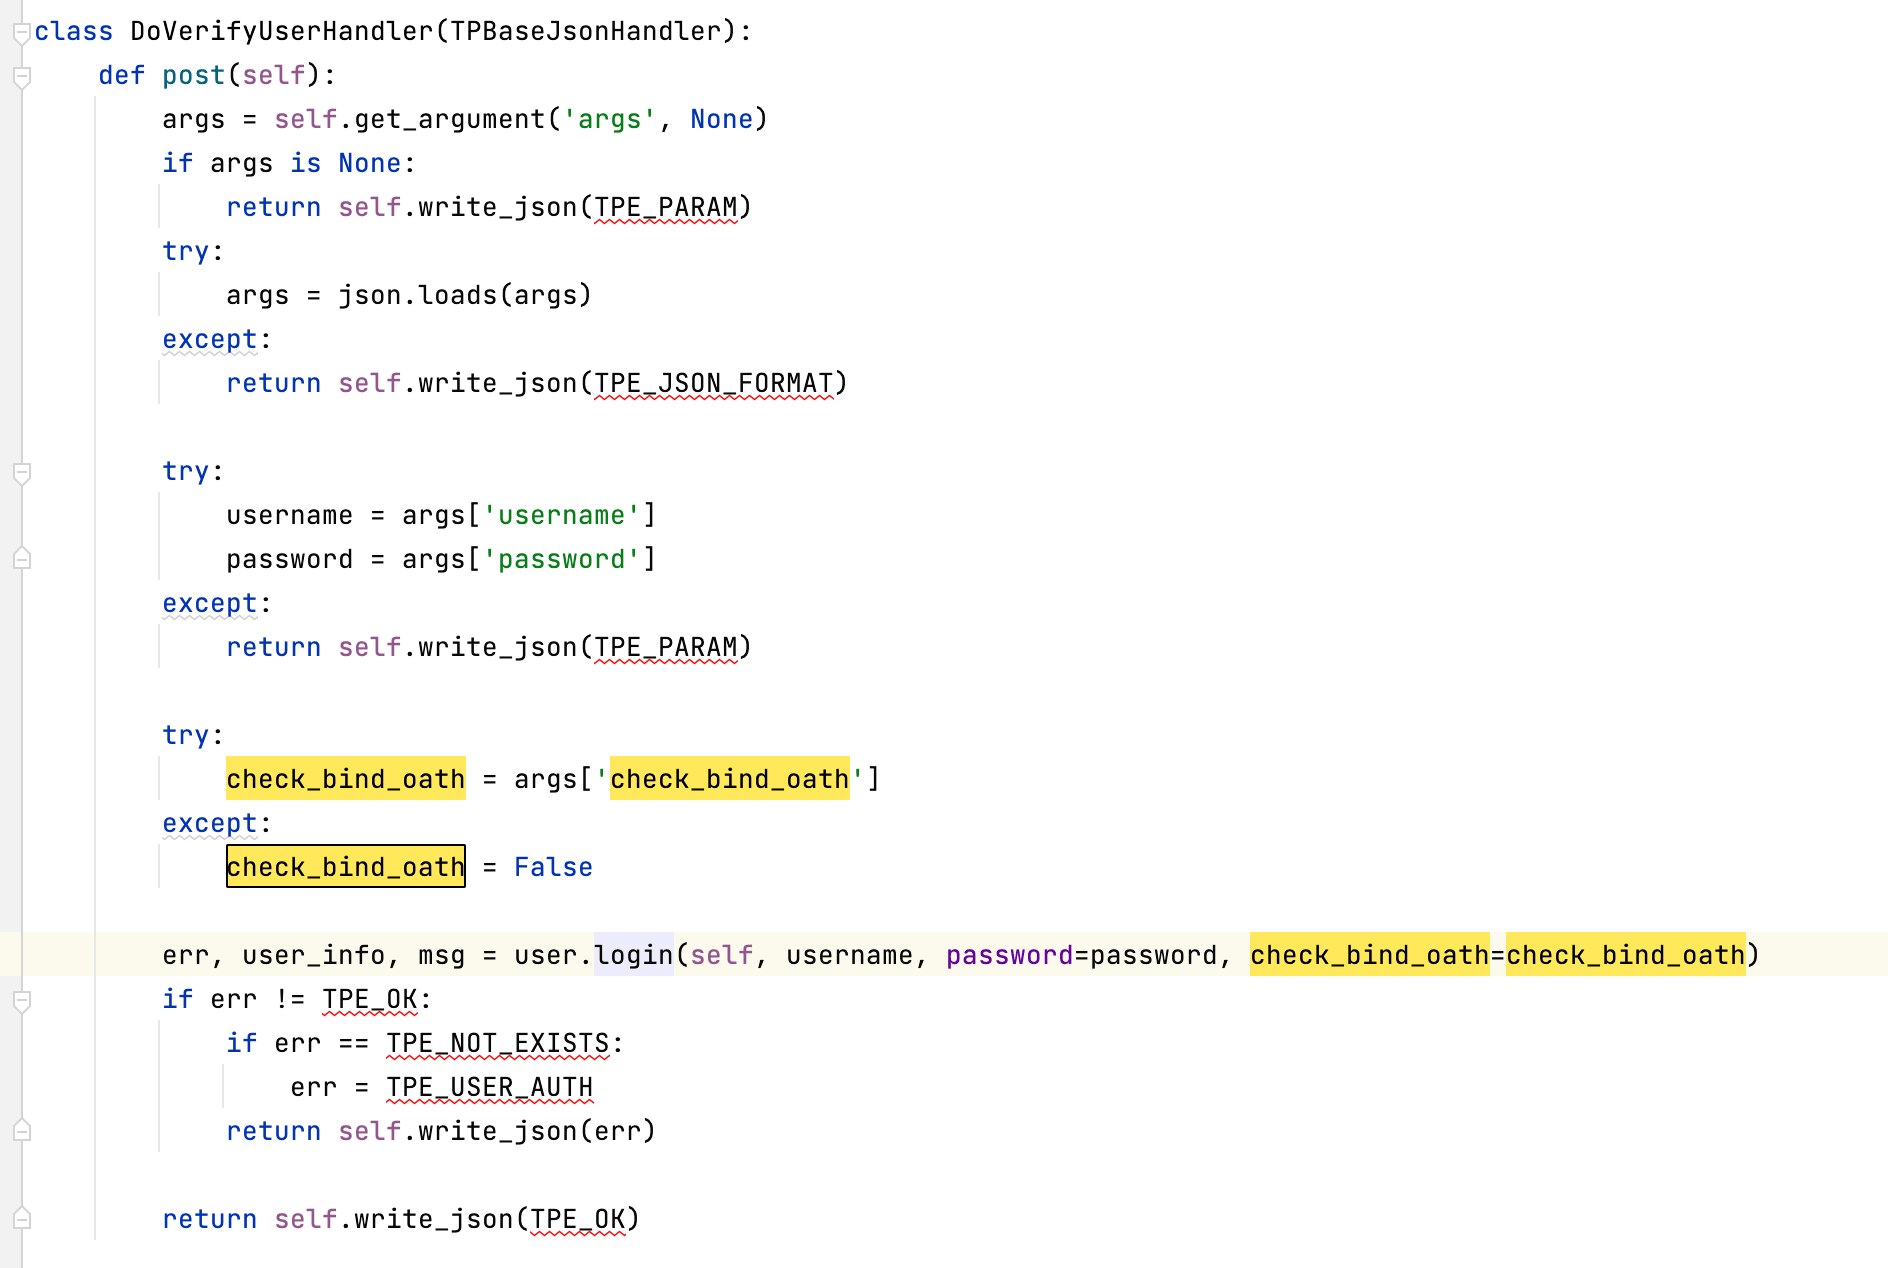 class DoVerifyUserHandler(TPBaseJsonHandler):
    def post(self):
        args = self.get_argument('args', None)
        if args is None:
            return self.write_json(TPE_PARAM)
        try:
            args = json.loads(args)
        except:
            return self.write_json(TPE_JSON_FORMAT)

        try:
            username = args['username']
            password = args['password']
        except:
            return self.write_json(TPE_PARAM)

        try:
            check_bind_oath = args['check_bind_oath']
        except:
            check_bind_oath = False

        err, user_info, msg = user.login(self, username, password=password, check_bind_oath=check_bind_oath)
        if err != TPE_OK:
            if err == TPE_NOT_EXISTS:
                err = TPE_USER_AUTH
            return self.write_json(err)

        return self.write_json(TPE_OK)